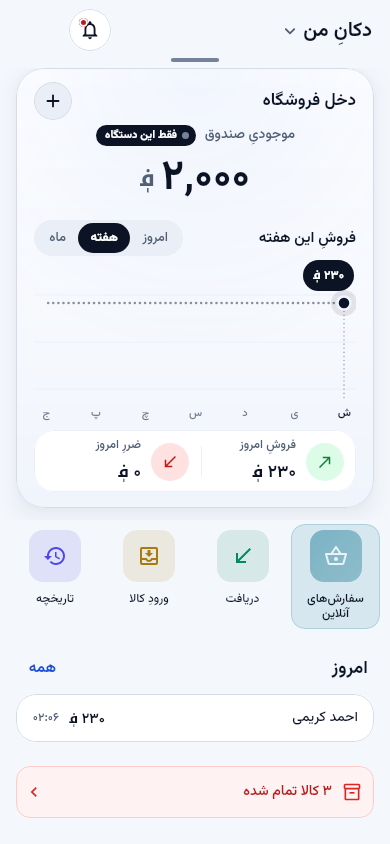 دکانِ من
دخل فروشگاه
موجودیِ صندوق
فقط این دستگاه
۲,۰۰۰ ؋
فروشِ این هفته
امروز هفته ماه
۲۳۰ ؋
ش ی د س چ پ ج
فروشِ امروز
۲۳۰ ؋
ضررِ امروز
۰ ؋
سفارش‌های آنلاین
دریافت
ورودِ کالا
تاریخچه
امروز
همه
احمد کریمی
۲۳۰ ؋
۰۲:۰۶
۳ کالا تمام شده